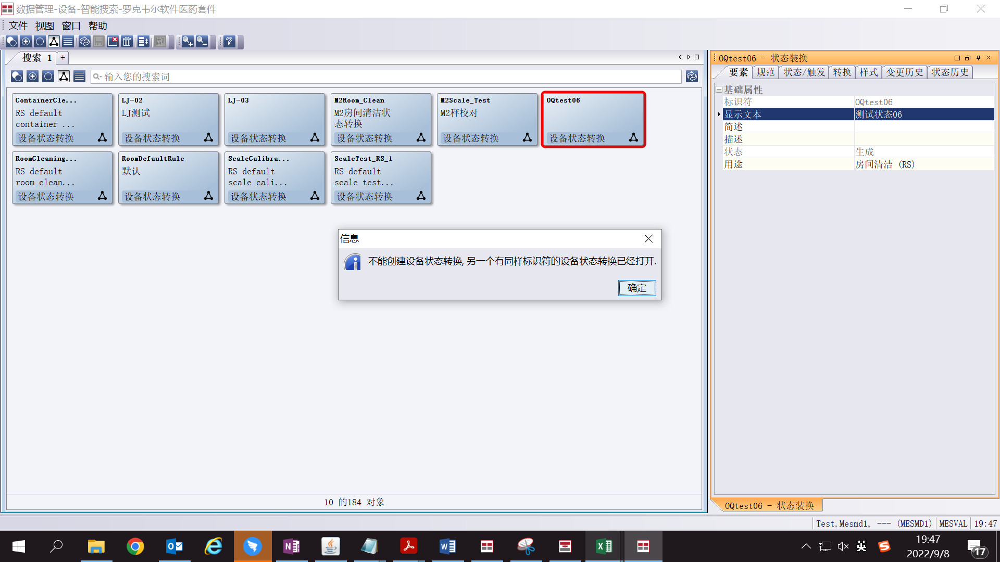 数据管理-设备-智能搜索-罗克韦尔软件医药套件
文件 视图 窗口 帮助
搜索 1 +
输入您的搜索词
ContainerCle...
RS default
container ...
设备状态转换
LJ-02
LJ测试
设备状态转换
LJ-03
设备状态转换
M2Room_Clean
M2房间清洁状
态转换
设备状态转换
M2Scale_Test
M2秤校对
设备状态转换
OQtest06
设备状态转换
RoomCleaning...
RS default
room clean...
设备状态转换
RoomDefaultRule
默认
设备状态转换
ScaleCalibra...
RS default
scale cali...
设备状态转换
ScaleTest_RS_1
RS default
scale test...
设备状态转换
信息
不能创建设备状态转换, 另一个有同样标识符的设备状态转换已经打开.
确定
10 的184 对象
OQtest06 - 状态装换
要素 规范 状态/触发 转换 样式 变更历史 状态历史
基础属性
标识符 OQtest06
显示文本 测试状态06
简述
描述
状态 生成
用途 房间清洁 (RS)
OQtest06 - 状态装换
Test.Mesmd1, --- (MESMD1) MESVAL 19:47
英
19:47
2022/9/8
17